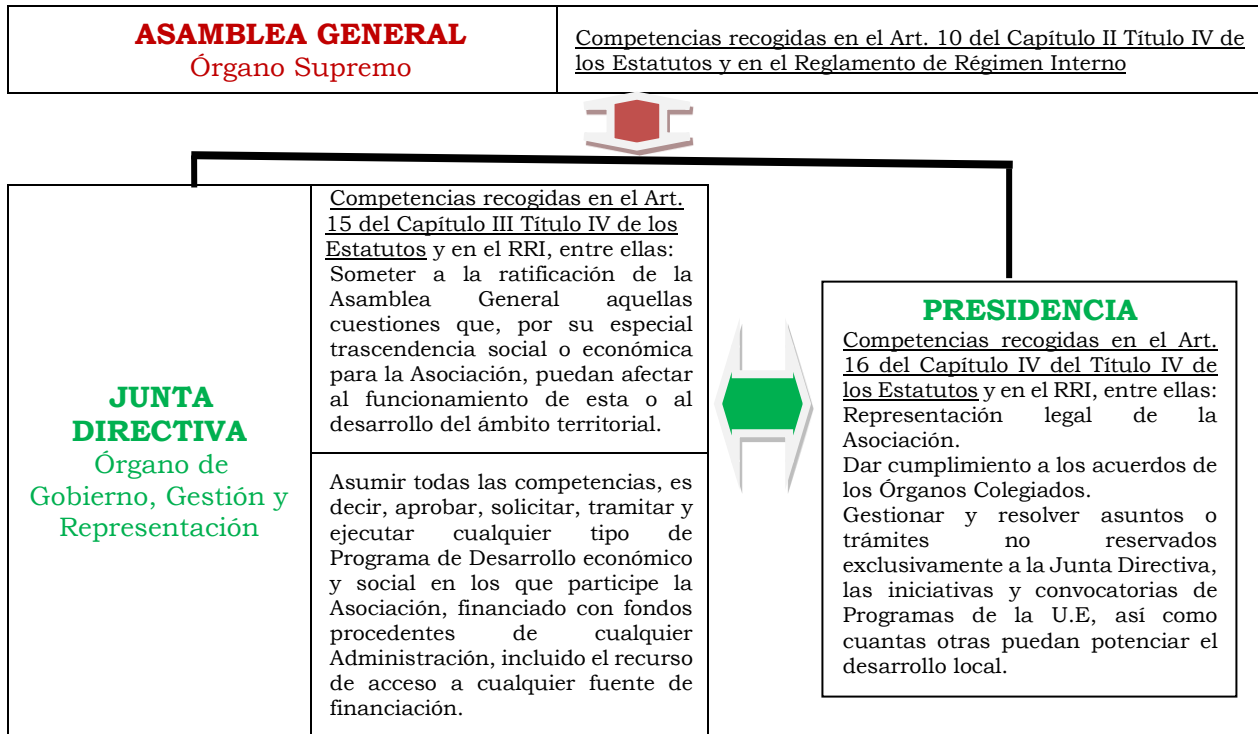 ASAMBLEA GENERAL
Órgano Supremo
Competencias recogidas en el Art. 10 del Capítulo II Título IV de
los Estatutos y en el Reglamento de Régimen Interno
JUNTA
DIRECTIVA
Órgano de
Gobierno, Gestión y
Representación
Competencias recogidas en el Art.
15 del Capítulo III Título IV de los
Estatutos y en el RRI, entre ellas:
Someter a la ratificación de la
Asamblea General aquellas
cuestiones que, por su especial
trascendencia social o económica
para la Asociación, puedan afectar
al funcionamiento de esta o al
desarrollo del ámbito territorial.
Asumir todas las competencias, es
decir, aprobar, solicitar, tramitar y
ejecutar cualquier tipo de
Programa de Desarrollo económico
y social en los que participe la
Asociación, financiado con fondos
procedentes de cualquier
Administración, incluido el recurso
de acceso a cualquier fuente de
financiación.
PRESIDENCIA
Competencias recogidas en el Art.
16 del Capítulo IV del Título IV de
los Estatutos y en el RRI, entre ellas:
Representación legal de la
Asociación.
Dar cumplimiento a los acuerdos de
los Órganos Colegiados.
Gestionar y resolver asuntos o
trámites no reservados
exclusivamente a la Junta Directiva,
las iniciativas y convocatorias de
Programas de la U.E, así como
cuantas otras puedan potenciar el
desarrollo local.